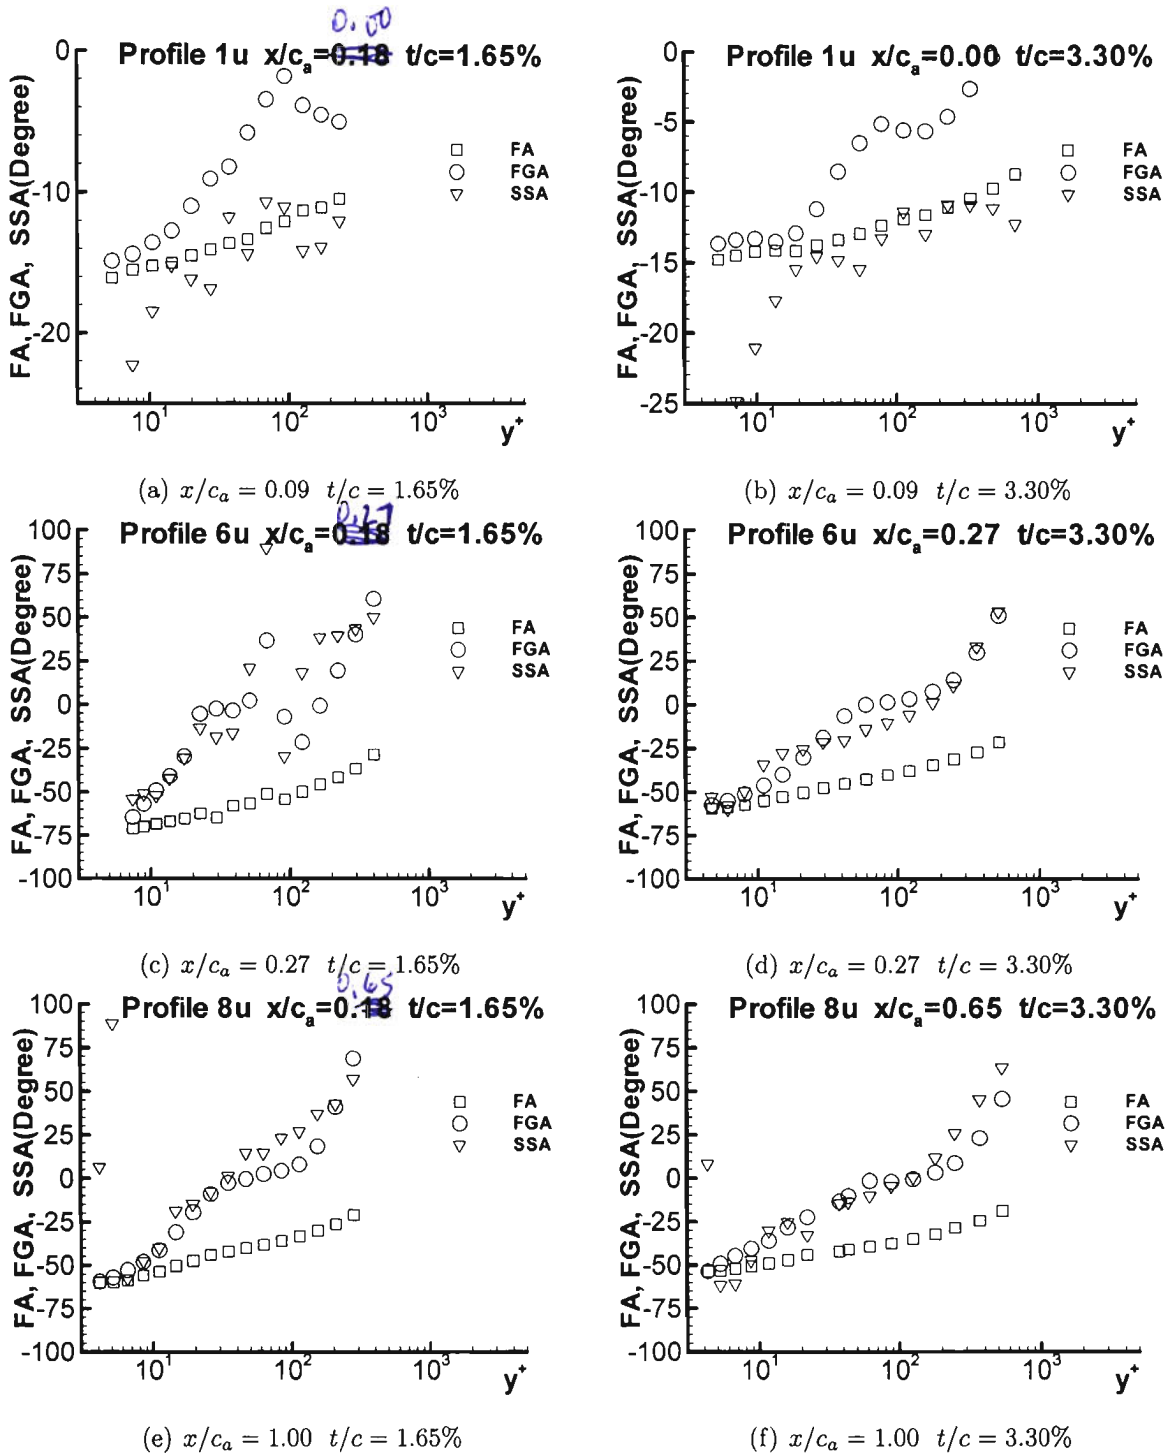 0.00
Profile 1u x/cₐ=0.18 t/c=1.65%
0
-10
-20
FA, FGA, SSA(Degree)
FA
FGA
SSA
10¹
10²
10³
y⁺
(a) x/cₐ = 0.09 t/c = 1.65%
Profile 1u x/cₐ=0.00 t/c=3.30%
0
-5
-10
-15
-20
-25
FA, FGA, SSA(Degree)
FA
FGA
SSA
10¹
10²
10³
y⁺
(b) x/cₐ = 0.09 t/c = 3.30%
0.27
Profile 6u x/cₐ=0.18 t/c=1.65%
100
75
50
25
0
-25
-50
-75
-100
FA, FGA, SSA(Degree)
FA
FGA
SSA
10¹
10²
10³
y⁺
(c) x/cₐ = 0.27 t/c = 1.65%
Profile 6u x/cₐ=0.27 t/c=3.30%
100
75
50
25
0
-25
-50
-75
-100
FA, FGA, SSA(Degree)
FA
FGA
SSA
10¹
10²
10³
y⁺
(d) x/cₐ = 0.27 t/c = 3.30%
0.65
Profile 8u x/cₐ=0.18 t/c=1.65%
100
75
50
25
0
-25
-50
-75
-100
FA, FGA, SSA(Degree)
FA
FGA
SSA
10¹
10²
10³
y⁺
(e) x/cₐ = 1.00 t/c = 1.65%
Profile 8u x/cₐ=0.65 t/c=3.30%
100
75
50
25
0
-25
-50
-75
-100
FA, FGA, SSA(Degree)
FA
FGA
SSA
10¹
10²
10³
y⁺
(f) x/cₐ = 1.00 t/c = 3.30%